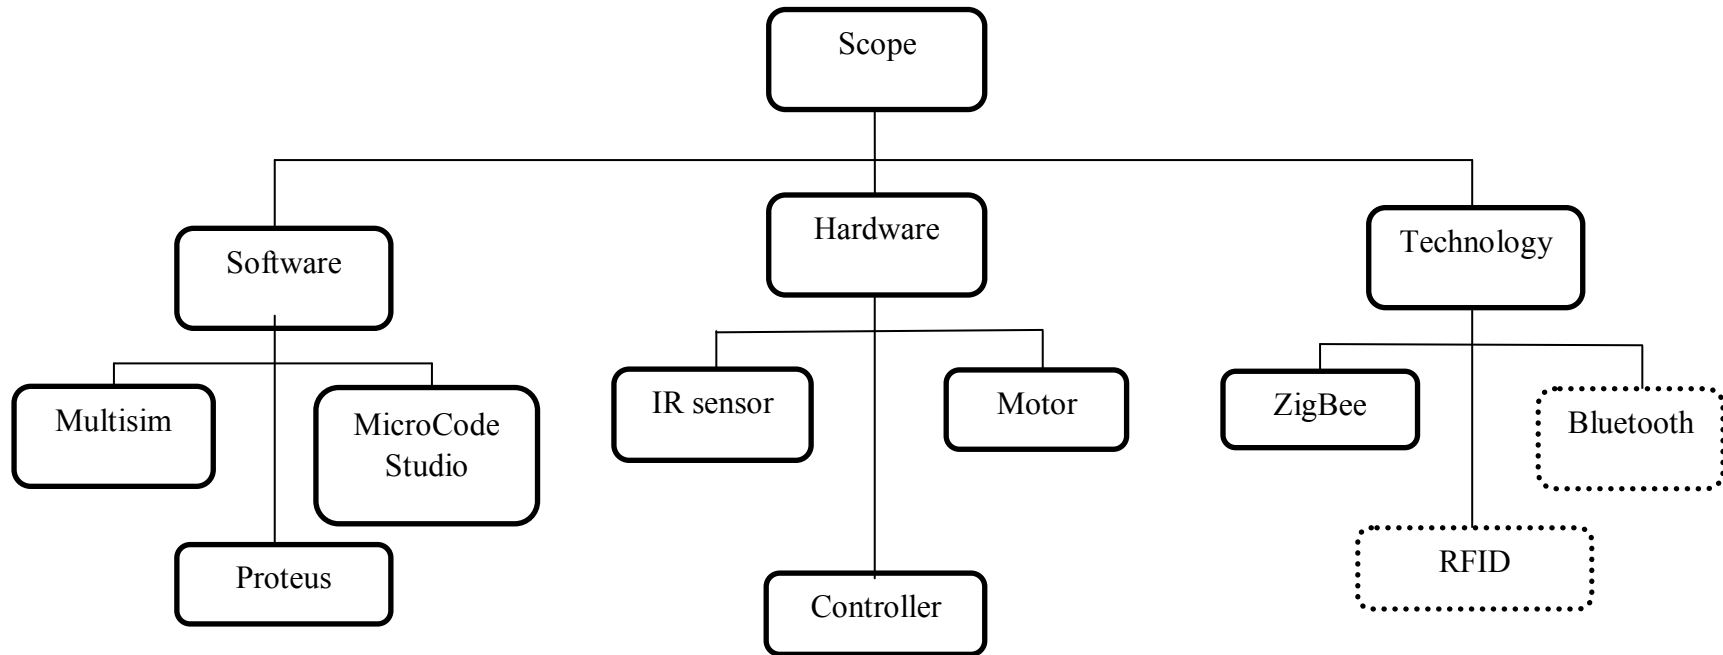 Scope
Software
Hardware
Technology
Multisim
MicroCode
Studio
Proteus
IR sensor
Motor
Controller
ZigBee
Bluetooth
RFID